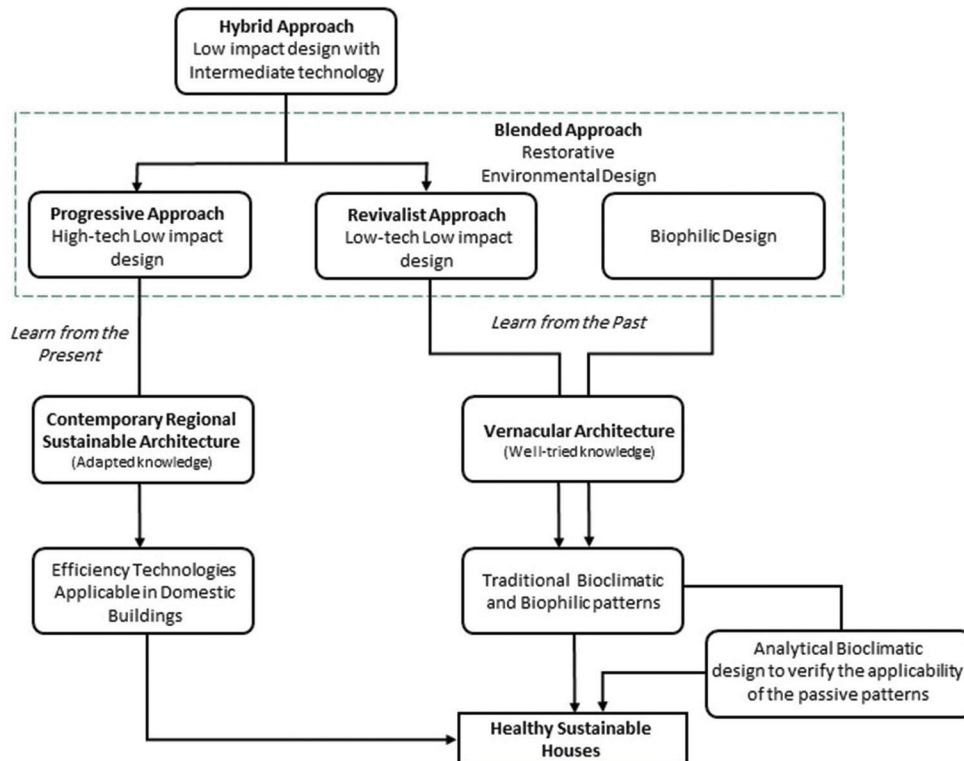 Hybrid Approach
Low impact design with
Intermediate technology
Blended Approach
Restorative
Environmental Design
Progressive Approach
High-tech Low impact
design
Revivalist Approach
Low-tech Low impact
design
Biophilic Design
Learn from the
Present
Learn from the Past
Contemporary Regional
Sustainable Architecture
(Adapted knowledge)
Vernacular Architecture
(Well-tried knowledge)
Efficiency Technologies
Applicable in Domestic
Buildings
Traditional Bioclimatic
and Biophilic patterns
Analytical Bioclimatic
design to verify the applicability
of the passive patterns
Healthy Sustainable
Houses